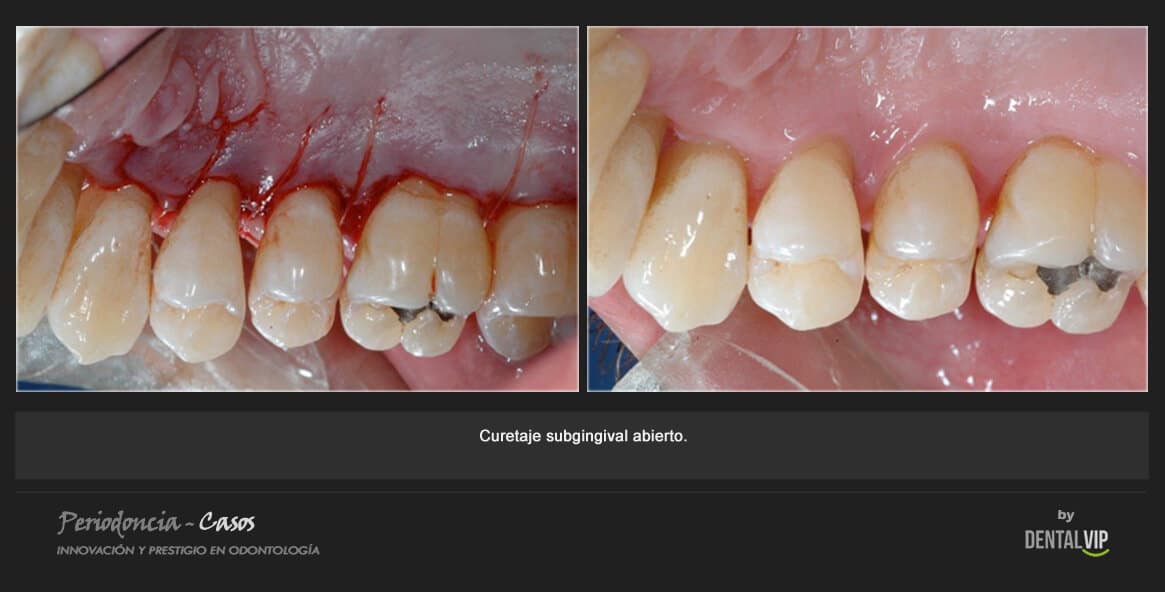 Curetaje subgingival abierto.
Periodoncia - Casos
INNOVACIÓN Y PRESTIGIO EN ODONTOLOGÍA
by
DENTALVIP